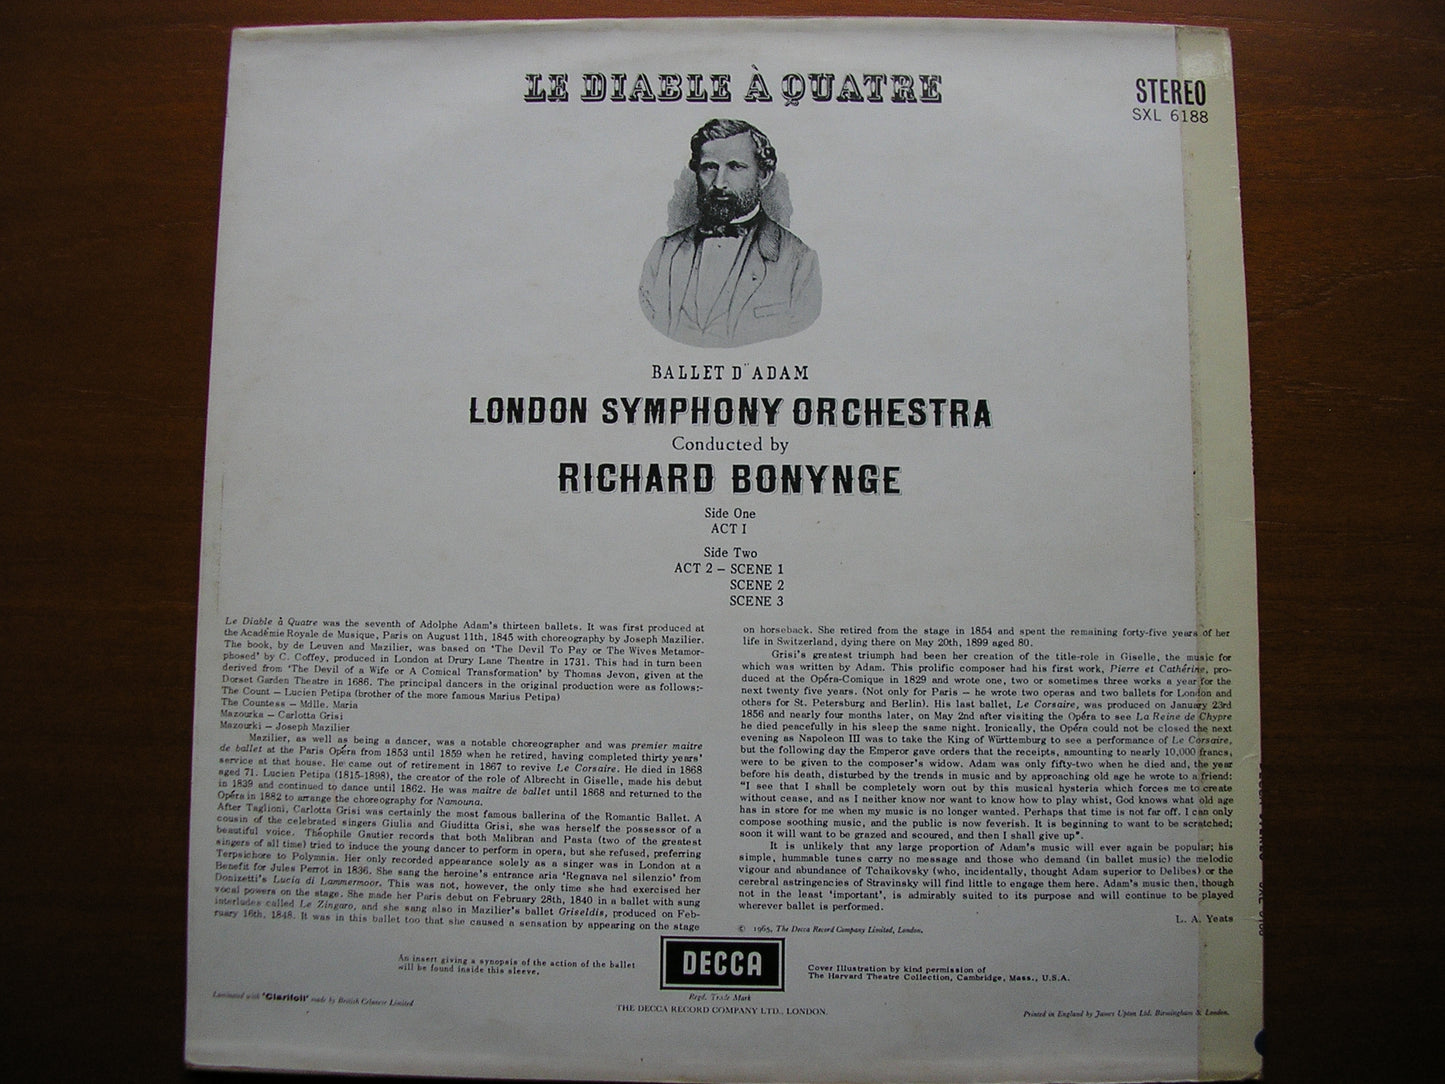 LE DIABLE À QUATRE
STEREO
SXL 6188
BALLET D'ADAM
LONDON SYMPHONY ORCHESTRA
Conducted by
RICHARD BONYNGE
Side One
ACT I
Side Two
ACT 2 – SCENE 1
SCENE 2
SCENE 3
Le Diable à Quatre was the seventh of Adolphe Adam's thirteen ballets. It was first produced at
the Académie Royale de Musique, Paris on August 11th, 1845 with choreography by Joseph Mazilier.
The book, by de Leuven and Mazilier, was based on 'The Devil To Pay or The Wives Metamor-
phosed' by C. Coffey, produced in London at Drury Lane Theatre in 1731. This had in turn been
derived from 'The Devil of a Wife or A Comical Transformation' by Thomas Jevon, given at the
Dorset Garden Theatre in 1686. The principal dancers in the original production were as follows:-
The Count – Lucien Petipa (brother of the more famous Marius Petipa)
The Countess – Mdlle. Maria
Mazourka – Carlotta Grisi
Mazourki – Joseph Mazilier
Mazilier, as well as being a dancer, was a notable choreographer and was premier maitre
de ballet at the Paris Opéra from 1853 until 1859 when he retired, having completed thirty years'
service at that house. He came out of retirement in 1867 to revive Le Corsaire. He died in 1868
aged 71. Lucien Petipa (1815-1898), the creator of the role of Albrecht in Giselle, made his debut
in 1839 and continued to dance until 1862. He was maitre de ballet until 1868 and returned to the
Opéra in 1882 to arrange the choreography for Namouna.
After Taglioni, Carlotta Grisi was certainly the most famous ballerina of the Romantic Ballet. A
cousin of the celebrated singers Giulia and Giuditta Grisi, she was herself the possessor of a
beautiful voice. Théophile Gautier records that both Malibran and Pasta (two of the greatest
singers of all time) tried to induce the young dancer to perform in opera, but she refused, preferring
Terpsichore to Polymnia. Her only recorded appearance solely as a singer was in London at a
Benefit for Jules Perrot in 1836. She sang the heroine's entrance aria 'Regnava nel silenzio' from
Donizetti's Lucia di Lammermoor. This was not, however, the only time she had exercised her
vocal powers on the stage. She made her Paris debut on February 28th, 1840 in a ballet with sung
interludes called Le Zingaro, and she sang also in Mazilier's ballet Griseldis, produced on Feb-
ruary 16th, 1848. It was in this ballet too that she caused a sensation by appearing on the stage
on horseback. She retired from the stage in 1854 and spent the remaining forty-five years of her
life in Switzerland, dying there on May 20th, 1899 aged 80.
Grisi's greatest triumph had been her creation of the title-role in Giselle, the music for
which was written by Adam. This prolific composer had his first work, Pierre et Cathérine, pro-
duced at the Opéra-Comique in 1829 and wrote one, two or sometimes three works a year for the
next twenty five years. (Not only for Paris – he wrote two operas and two ballets for London and
others for St. Petersburg and Berlin). His last ballet, Le Corsaire, was produced on January 23rd
1856 and nearly four months later, on May 2nd after visiting the Opéra to see La Reine de Chypre
he died peacefully in his sleep the same night. Ironically, the Opéra could not be closed the next
evening as Napoleon III was to take the King of Württemburg to see a performance of Le Corsaire,
but the following day the Emperor gave orders that the receipts, amounting to nearly 10,000 francs,
were to be given to the composer's widow. Adam was only fifty-two when he died and, the year
before his death, disturbed by the trends in music and by approaching old age he wrote to a friend:
"I see that I shall be completely worn out by this musical hysteria which forces me to create
without cease, and as I neither know nor want to know how to play whist, God knows what old age
has in store for me when my music is no longer wanted. Perhaps that time is not far off. I can only
compose soothing music, and the public is now feverish. It is beginning to want to be scratched;
soon it will want to be grazed and scoured, and then I shall give up".
It is unlikely that any large proportion of Adam's music will ever again be popular; his
simple, hummable tunes carry no message and those who demand (in ballet music) the melodic
vigour and abundance of Tchaikovsky (who, incidentally, thought Adam superior to Delibes) or the
cerebral astringencies of Stravinsky will find little to engage them here. Adam's music then, though
not in the least 'important', is admirably suited to its purpose and will continue to be played
wherever ballet is performed.
L. A. Yeats
© 1965, The Decca Record Company Limited, London.
An insert giving a synopsis of the action of the ballet
will be found inside this sleeve.
DECCA
Regd. Trade Mark
THE DECCA RECORD COMPANY LTD., LONDON.
Cover Illustration by kind permission of
The Harvard Theatre Collection, Cambridge, Mass., U.S.A.
Laminated with 'Clarifoil' made by British Celanese Limited
Printed in England by James Upton Ltd. Birmingham & London.